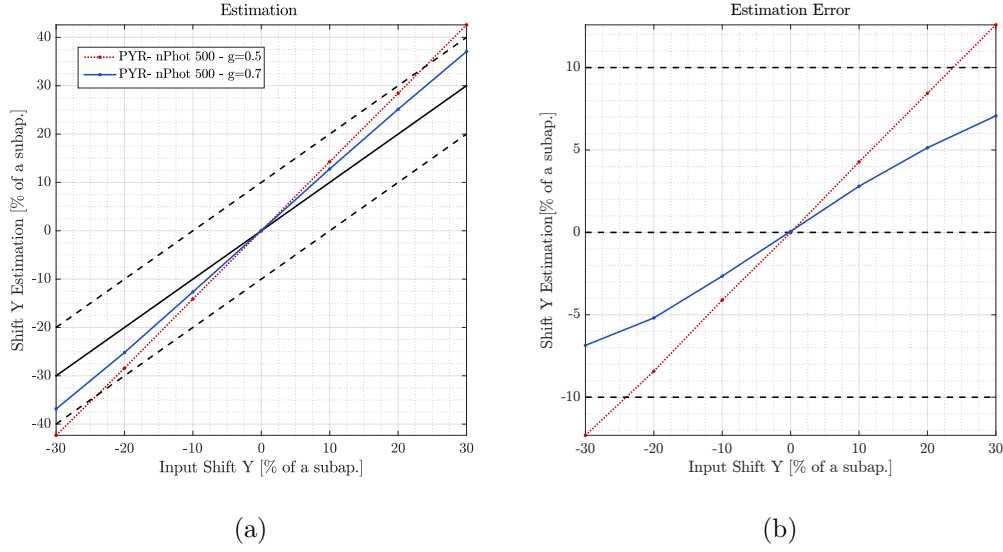 Estimation
40
30
20
10
0
-10
-20
-30
-40
Shift Y Estimation [% of a subap.]
PYR- nPhot 500 - g=0.5
PYR- nPhot 500 - g=0.7
-30 -20 -10 0 10 20 30
Input Shift Y [% of a subap.]
(a)
Estimation Error
10
5
0
-5
-10
Shift Y Estimation[% of a subap.]
-30 -20 -10 0 10 20 30
Input Shift Y [% of a subap.]
(b)